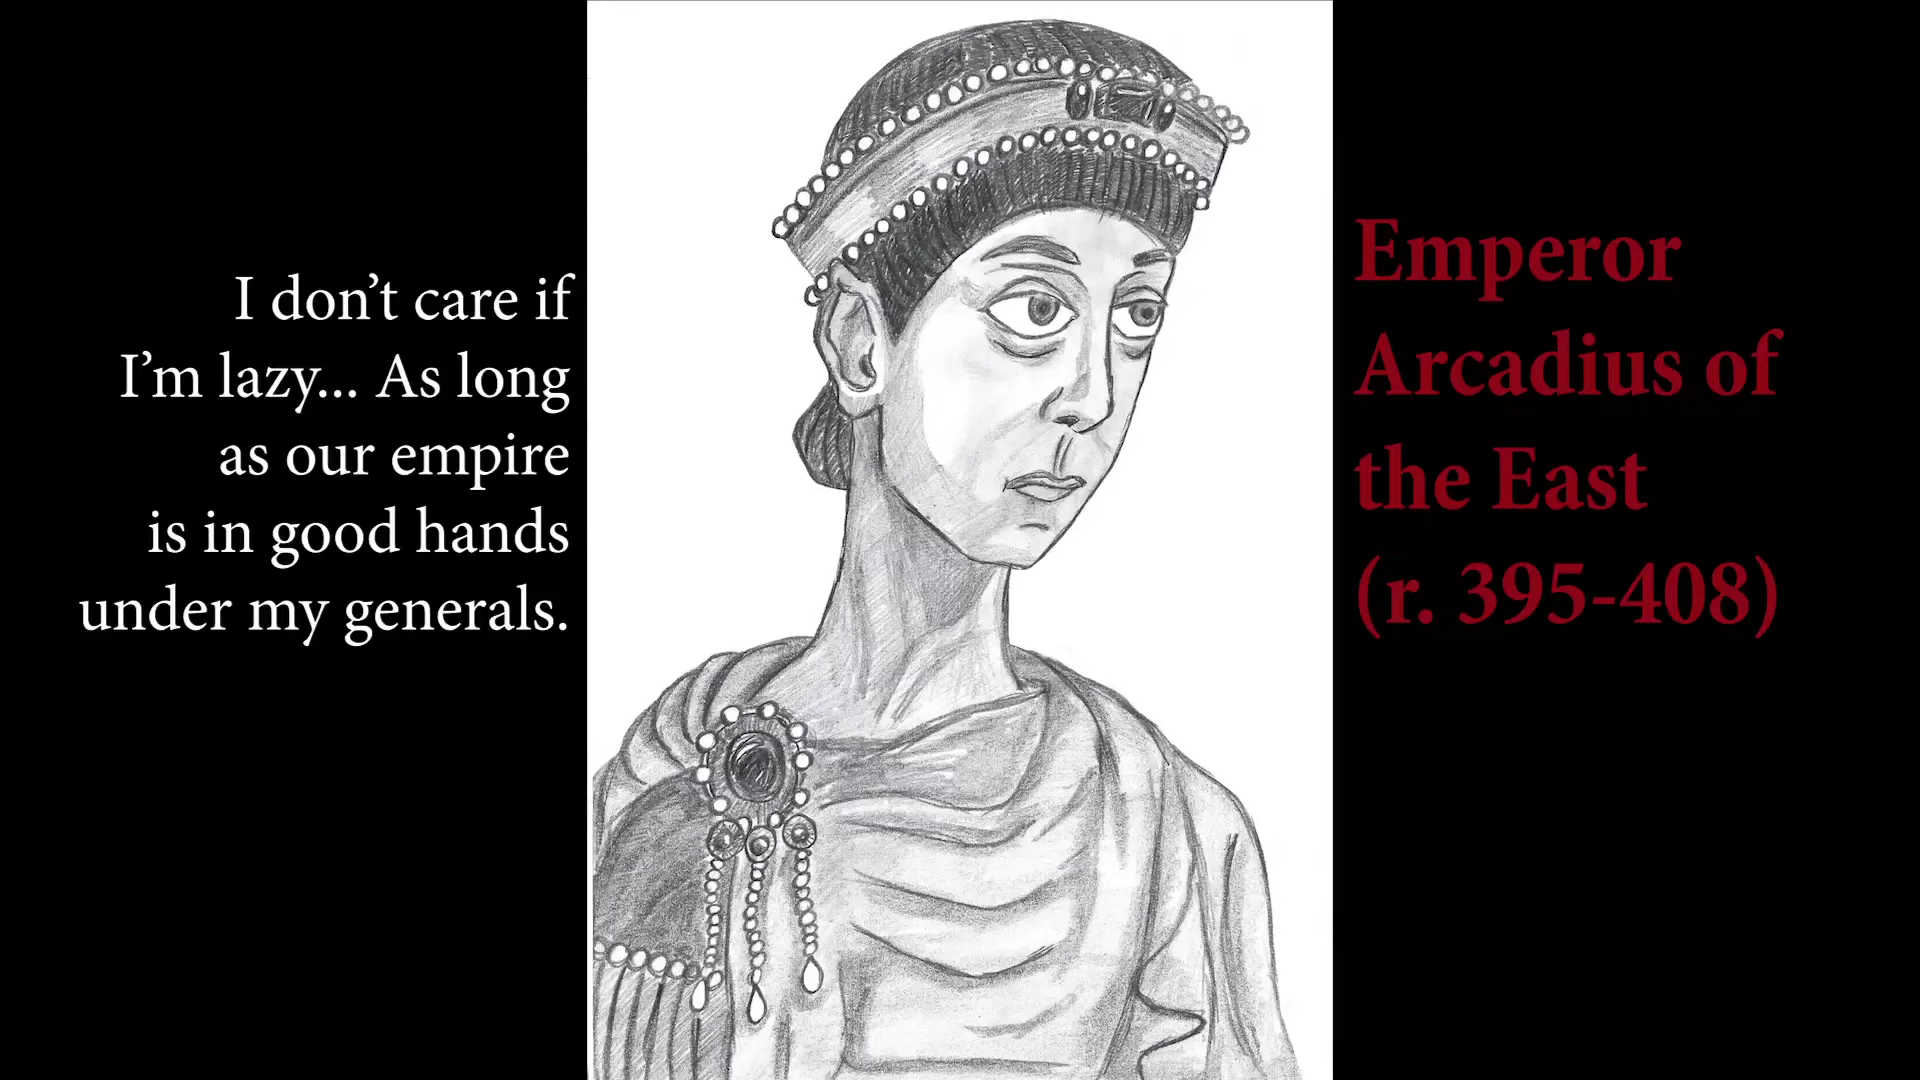 I don’t care if
I’m lazy... As long
as our empire
is in good hands
under my generals.
Emperor
Arcadius of
the East
(r. 395-408)